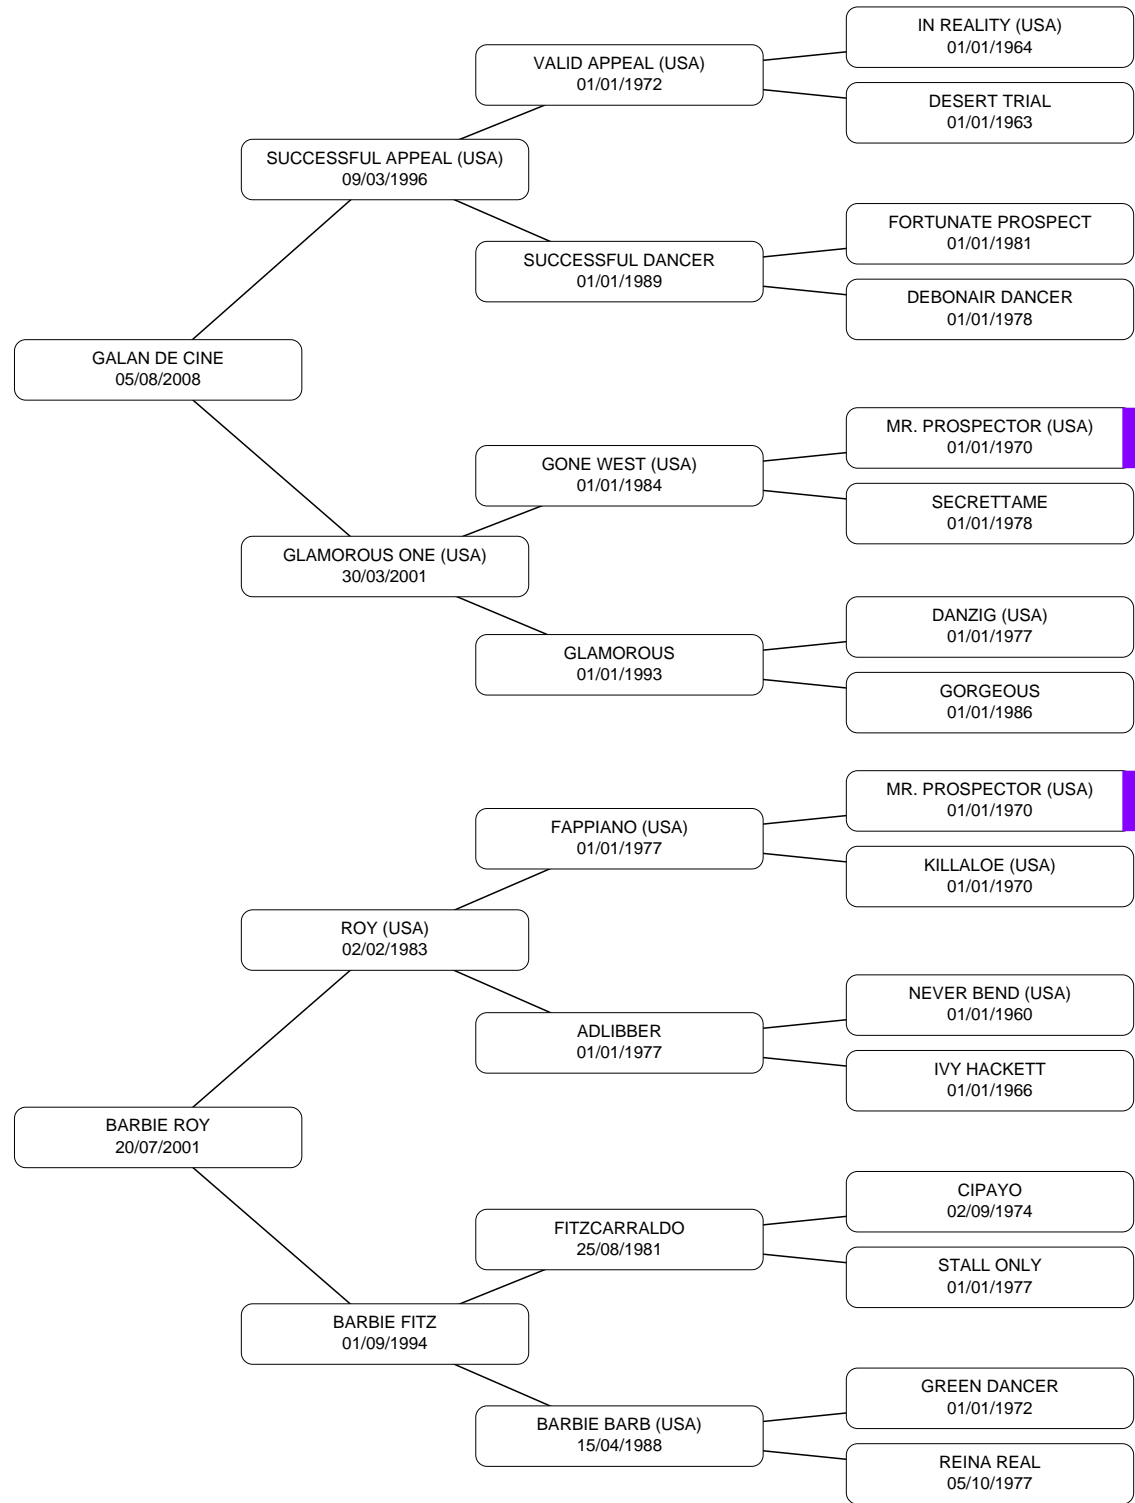 IN REALITY (USA)
01/01/1964
VALID APPEAL (USA)
01/01/1972
DESERT TRIAL
01/01/1963
SUCCESSFUL APPEAL (USA)
09/03/1996
FORTUNATE PROSPECT
01/01/1981
SUCCESSFUL DANCER
01/01/1989
DEBONAIR DANCER
01/01/1978
GALAN DE CINE
05/08/2008
MR. PROSPECTOR (USA)
01/01/1970
GONE WEST (USA)
01/01/1984
SECRETTAME
01/01/1978
GLAMOROUS ONE (USA)
30/03/2001
DANZIG (USA)
01/01/1977
GLAMOROUS
01/01/1993
GORGEOUS
01/01/1986
MR. PROSPECTOR (USA)
01/01/1970
FAPPIANO (USA)
01/01/1977
KILLALOE (USA)
01/01/1970
ROY (USA)
02/02/1983
NEVER BEND (USA)
01/01/1960
ADLIBBER
01/01/1977
IVY HACKETT
01/01/1966
BARBIE ROY
20/07/2001
CIPAYO
02/09/1974
FITZCARRALDO
25/08/1981
STALL ONLY
01/01/1977
BARBIE FITZ
01/09/1994
GREEN DANCER
01/01/1972
BARBIE BARB (USA)
15/04/1988
REINA REAL
05/10/1977